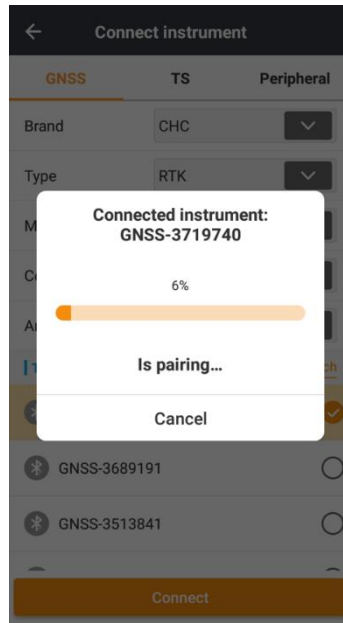 Connect instrument
GNSS TS Peripheral
Brand CHC
Type RTK
Connected instrument:
GNSS-3719740
6%
Is pairing...
Cancel
GNSS-3689191
GNSS-3513841
Connect